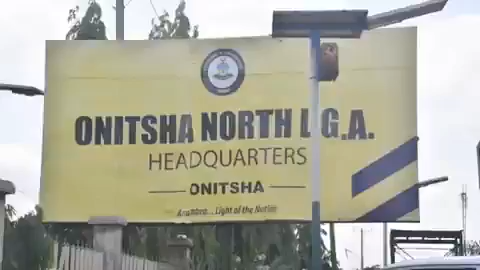 ONITSHA NORTH L.G.A.
HEADQUARTERS
ONITSHA
Anambra... Light of the Nation